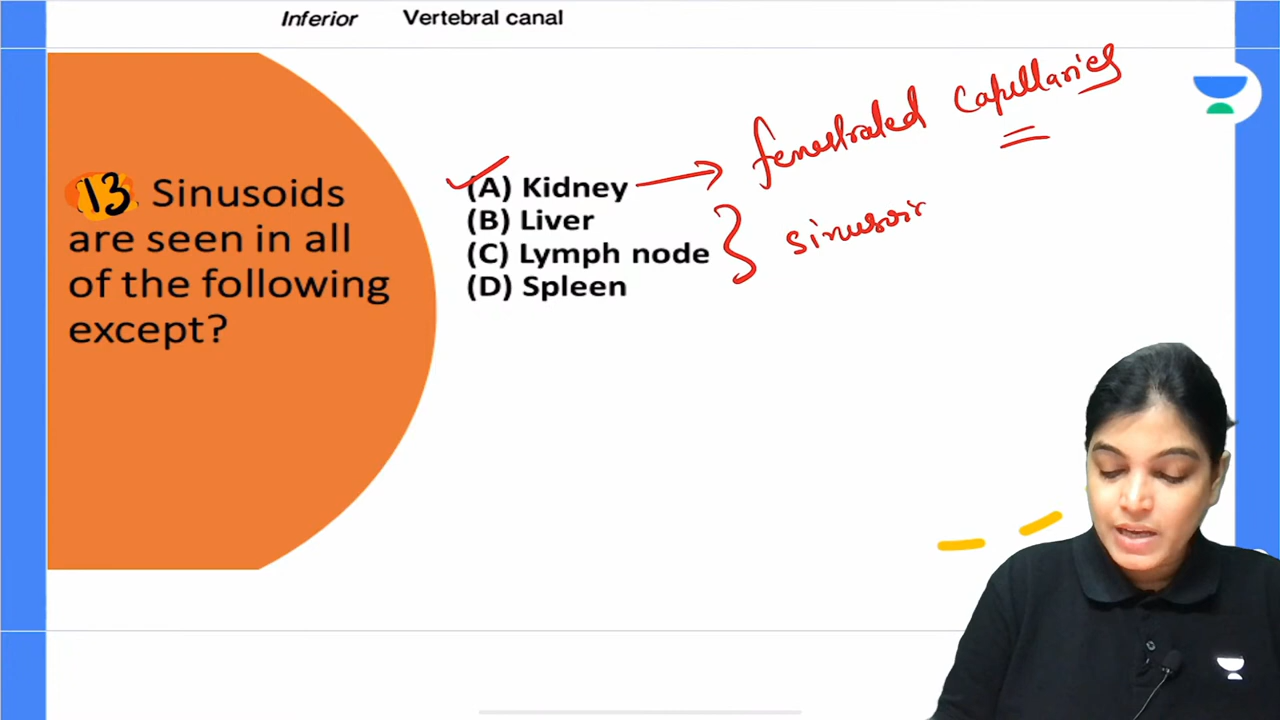 Inferior Vertebral canal
13. Sinusoids
are seen in all
of the following
except?
(A) Kidney
(B) Liver
(C) Lymph node
(D) Spleen
fenestrated capillaries
sinusoi